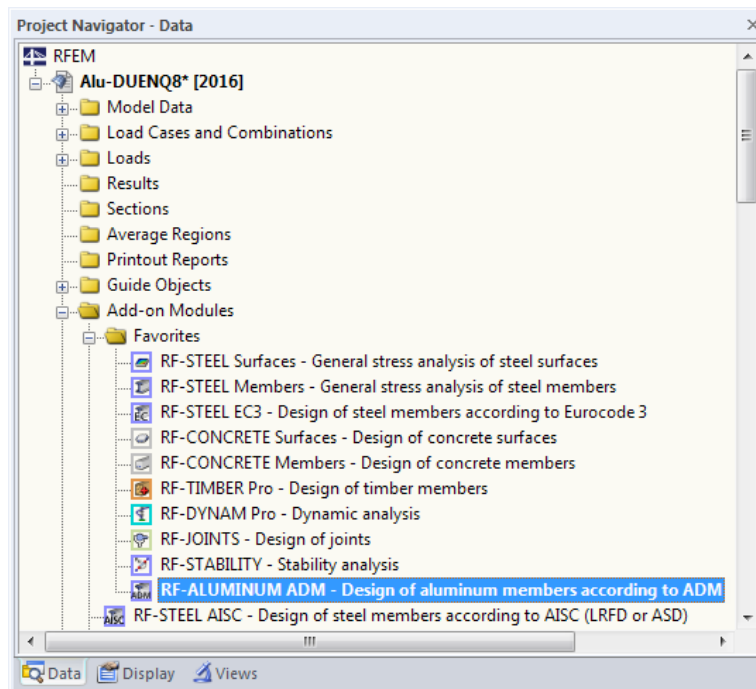 Project Navigator - Data
RFEM
Alu-DUENQ8* [2016]
Model Data
Load Cases and Combinations
Loads
Results
Sections
Average Regions
Printout Reports
Guide Objects
Add-on Modules
Favorites
RF-STEEL Surfaces - General stress analysis of steel surfaces
RF-STEEL Members - General stress analysis of steel members
EC RF-STEEL EC3 - Design of steel members according to Eurocode 3
RF-CONCRETE Surfaces - Design of concrete surfaces
RF-CONCRETE Members - Design of concrete members
RF-TIMBER Pro - Design of timber members
RF-DYNAM Pro - Dynamic analysis
RF-JOINTS - Design of joints
RF-STABILITY - Stability analysis
ADM RF-ALUMINUM ADM - Design of aluminum members according to ADM
AISC RF-STEEL AISC - Design of steel members according to AISC (LRFD or ASD)
Data Display Views